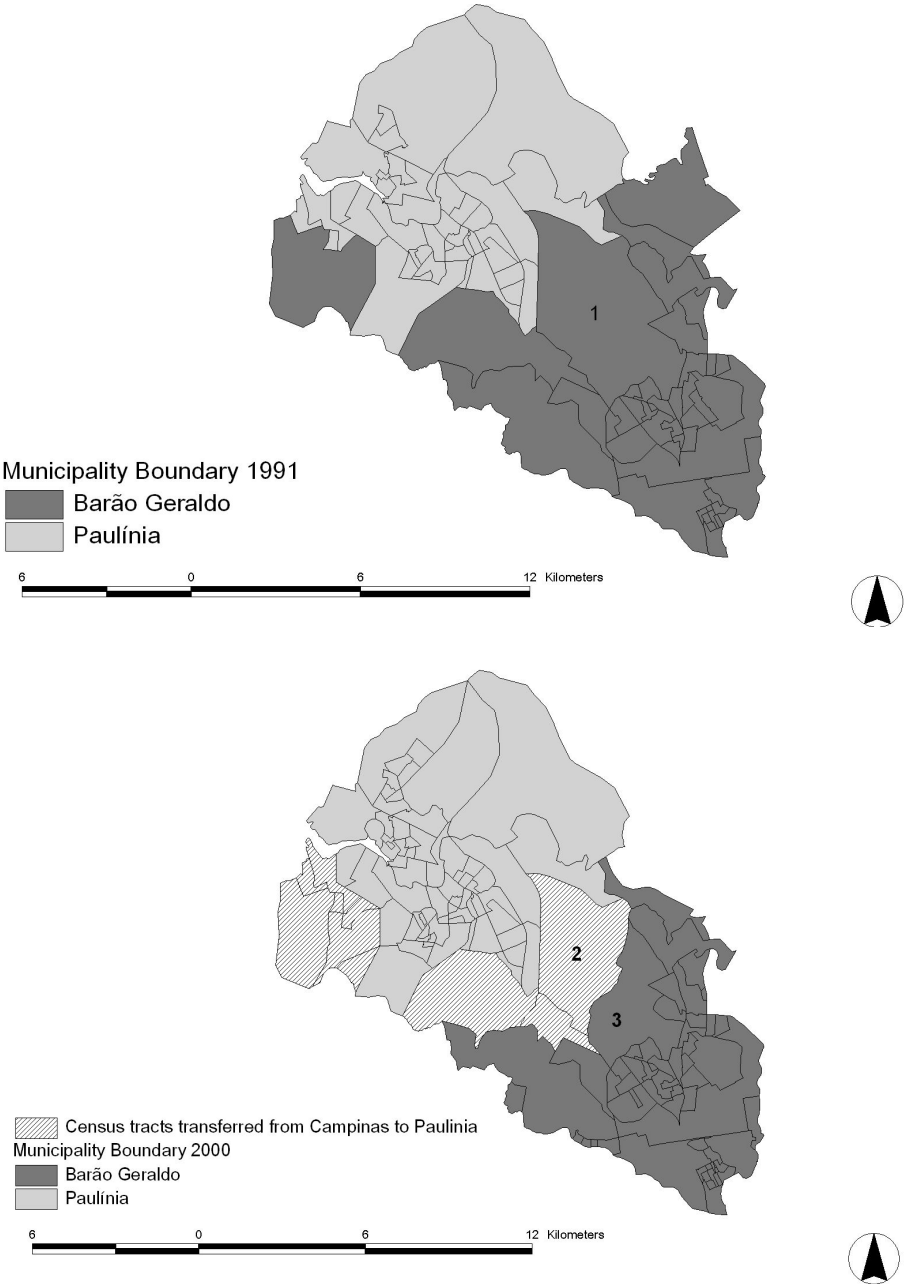 1
Municipality Boundary 1991
Barão Geraldo
Paulínia
6 0 6 12 Kilometers
2
3
Census tracts transferred from Campinas to Paulinia
Municipality Boundary 2000
Barão Geraldo
Paulínia
6 0 6 12 Kilometers